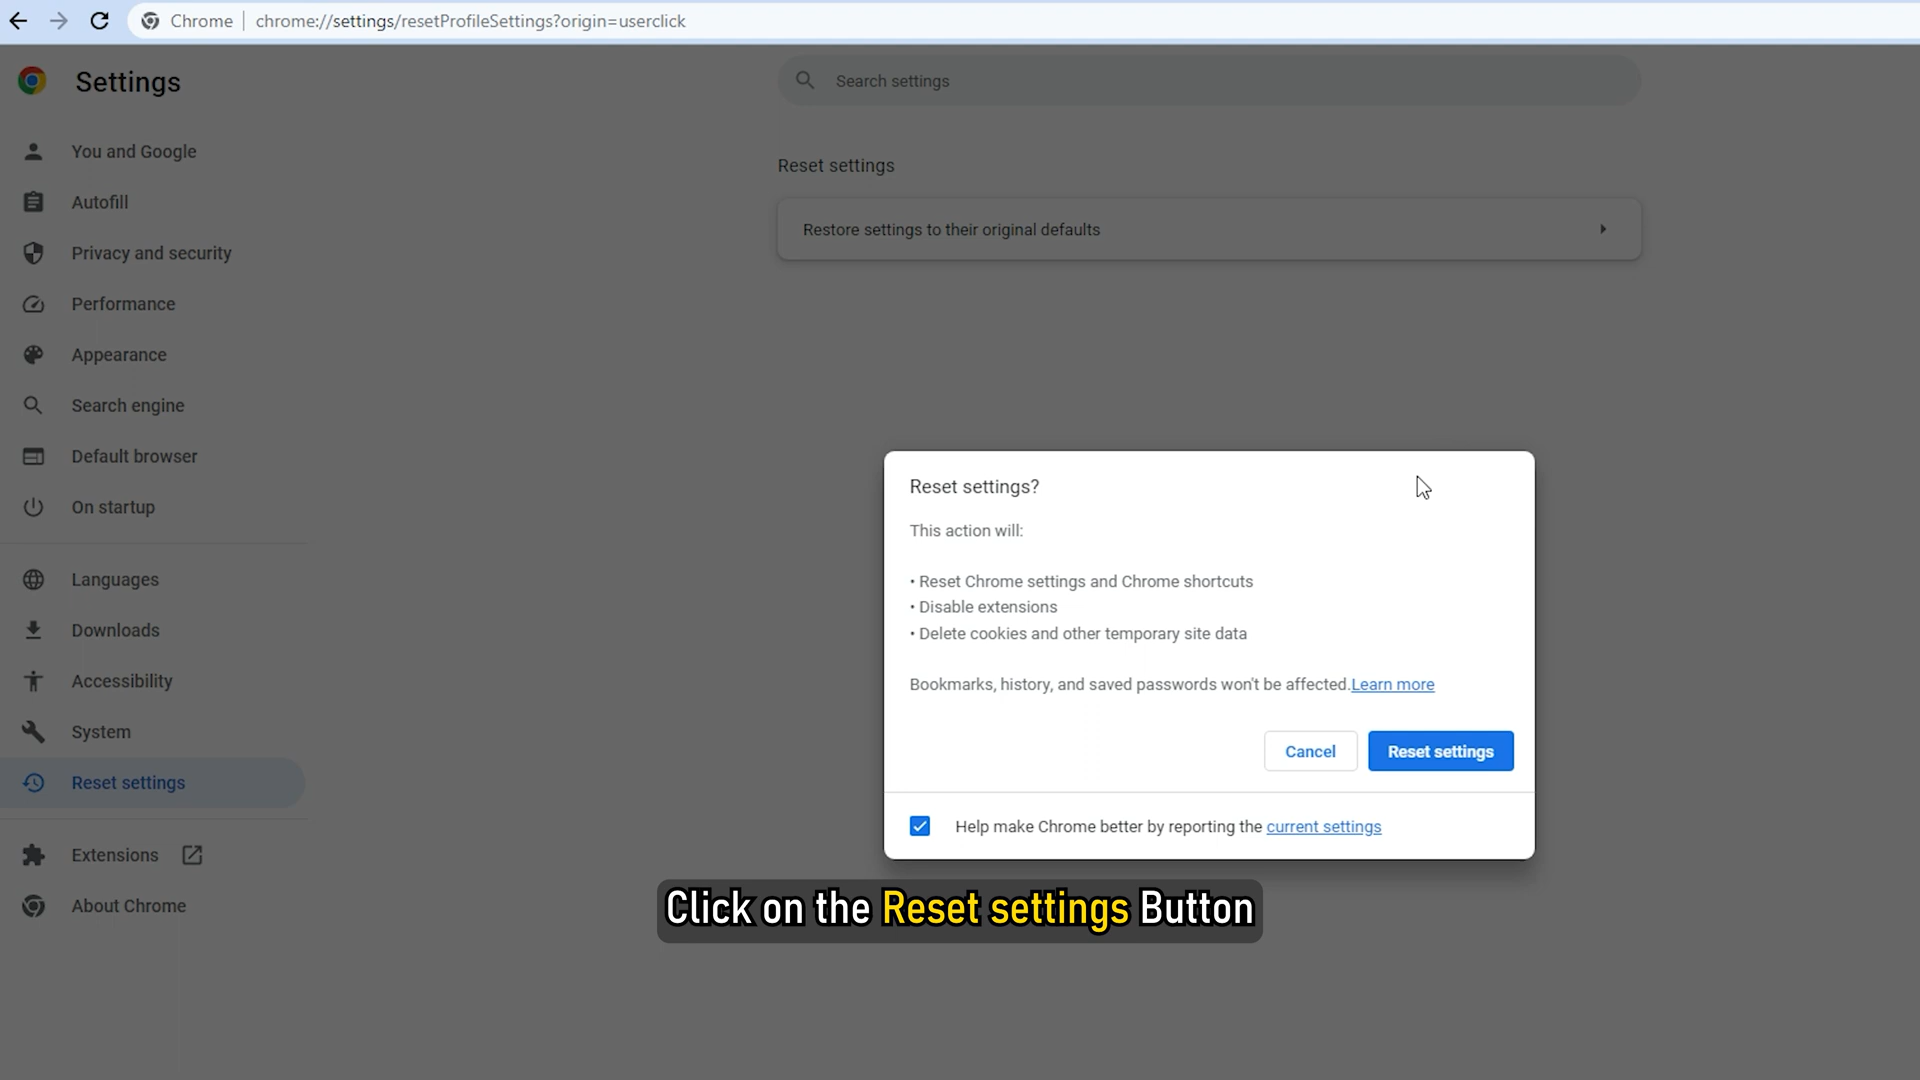 Chrome
chrome://settings/resetProfileSettings?origin=userclick
Settings
Search settings
You and Google
Autofill
Privacy and security
Performance
Appearance
Search engine
Default browser
On startup
Languages
Downloads
Accessibility
System
Reset settings
Extensions
About Chrome
Reset settings
Restore settings to their original defaults
Reset settings?
This action will:
• Reset Chrome settings and Chrome shortcuts
• Disable extensions
• Delete cookies and other temporary site data
Bookmarks, history, and saved passwords won't be affected.Learn more
Cancel
Reset settings
Help make Chrome better by reporting the current settings
Click on the Reset settings Button